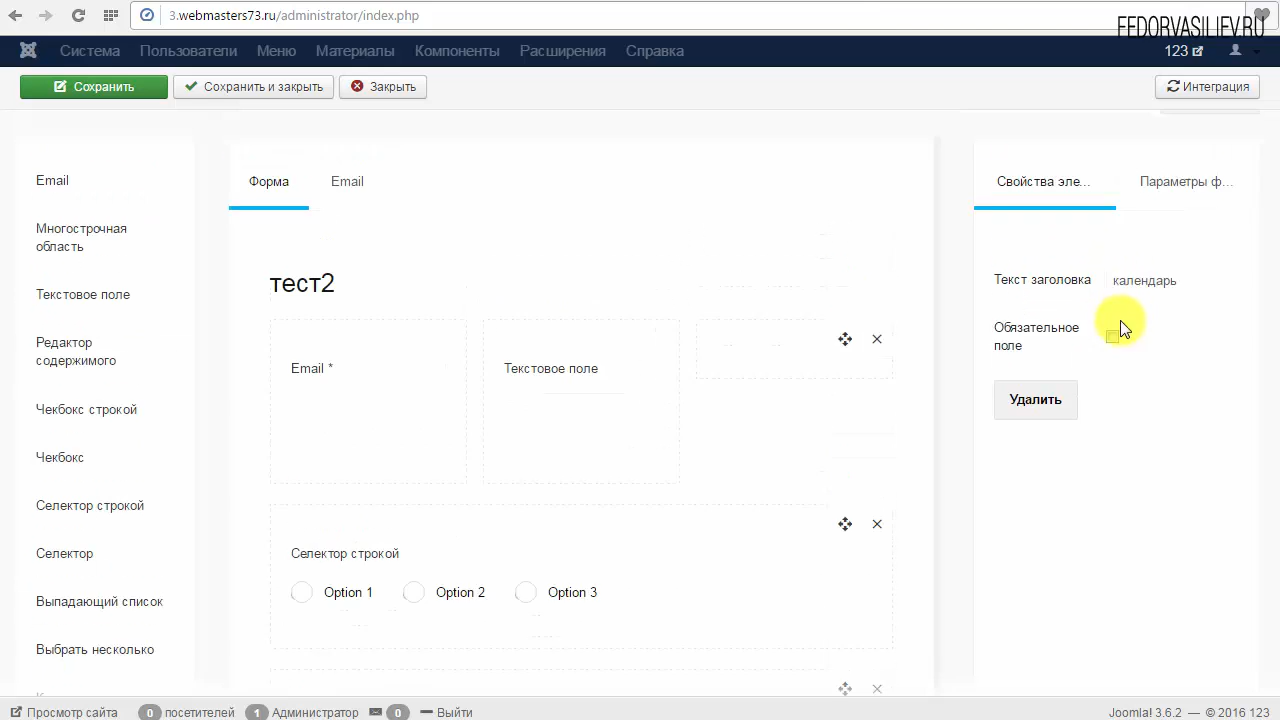 3.webmasters73.ru/administrator/index.php
FEDORVASILIEV.RU
Система Пользователи Меню Материалы Компоненты Расширения Справка 123
Сохранить Сохранить и закрыть Закрыть Интеграция
Email
Многострочная
область
Текстовое поле
Редактор
содержимого
Чекбокс строкой
Чекбокс
Селектор строкой
Селектор
Выпадающий список
Выбрать несколько
Форма Email
тест2
Email *
Текстовое поле
Селектор строкой
Option 1 Option 2 Option 3
Свойства эле... Параметры ф...
Текст заголовка календарь
Обязательное
поле
Удалить
Просмотр сайта 0 посетителей 1 Администратор 0 Выйти
Joomla! 3.6.2 — © 2016 123